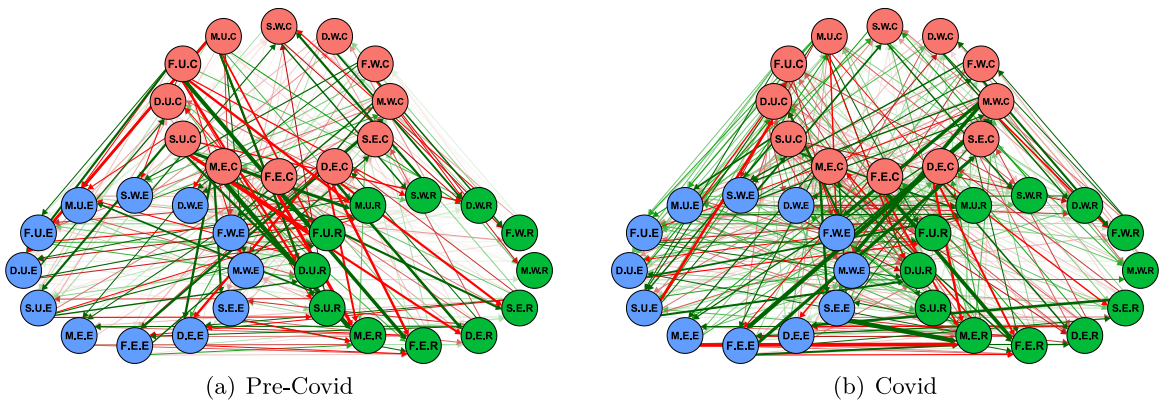 S.W.C
M.U.C
D.W.C
F.U.C
F.W.C
D.U.C
M.W.C
S.U.C
S.E.C
M.E.C
F.E.C
D.E.C
S.W.E
M.U.E
D.W.E
M.U.R
S.W.R
D.W.R
F.U.E
F.W.E
F.U.R
F.W.R
D.U.E
M.W.E
D.U.R
M.W.R
S.U.E
S.E.E
S.U.R
S.E.R
M.E.E
F.E.E
D.E.E
M.E.R
F.E.R
D.E.R
(a) Pre-Covid
S.W.C
M.U.C
D.W.C
F.U.C
F.W.C
D.U.C
M.W.C
S.U.C
S.E.C
M.E.C
F.E.C
D.E.C
S.W.E
M.U.E
D.W.E
M.U.R
S.W.R
D.W.R
F.U.E
F.W.E
F.U.R
F.W.R
D.U.E
M.W.E
D.U.R
M.W.R
S.U.E
S.E.E
S.U.R
S.E.R
M.E.E
F.E.E
D.E.E
M.E.R
F.E.R
D.E.R
(b) Covid